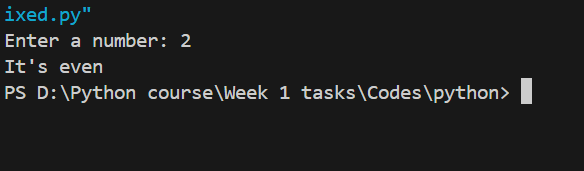 ixed.py"
Enter a number: 2
It's even
PS D:\Python course\Week 1 tasks\Codes\python>